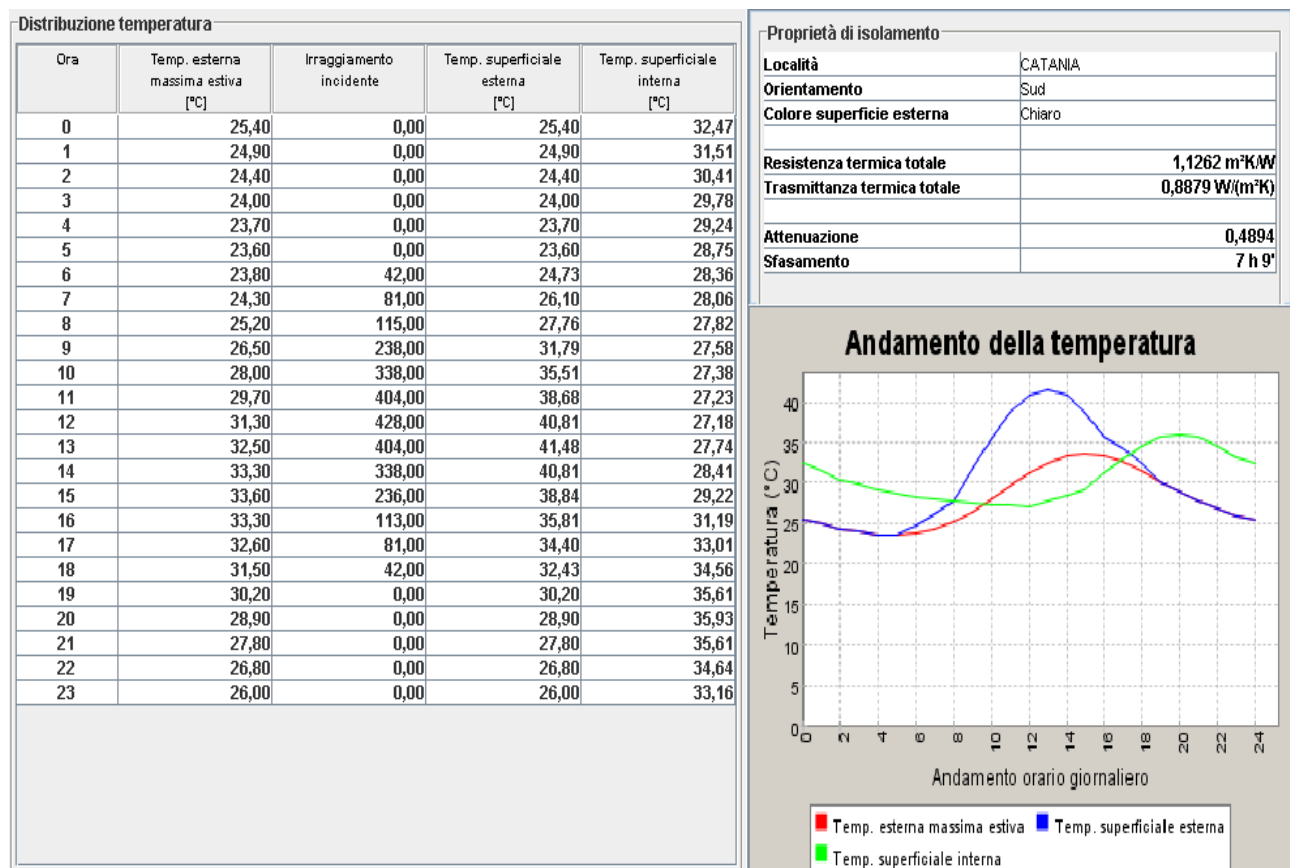 Distribuzione temperatura
Ora Temp. esterna massima estiva [°C] Irraggiamento incidente Temp. superficiale esterna [°C] Temp. superficiale interna [°C]
0 25,40 0,00 25,40 32,47
1 24,90 0,00 24,90 31,51
2 24,40 0,00 24,40 30,41
3 24,00 0,00 24,00 29,78
4 23,70 0,00 23,70 29,24
5 23,60 0,00 23,60 28,75
6 23,80 42,00 24,73 28,36
7 24,30 81,00 26,10 28,06
8 25,20 115,00 27,76 27,82
9 26,50 238,00 31,79 27,58
10 28,00 338,00 35,51 27,38
11 29,70 404,00 38,68 27,23
12 31,30 428,00 40,81 27,18
13 32,50 404,00 41,48 27,74
14 33,30 338,00 40,81 28,41
15 33,60 236,00 38,84 29,22
16 33,30 113,00 35,81 31,19
17 32,60 81,00 34,40 33,01
18 31,50 42,00 32,43 34,56
19 30,20 0,00 30,20 35,61
20 28,90 0,00 28,90 35,93
21 27,80 0,00 27,80 35,61
22 26,80 0,00 26,80 34,64
23 26,00 0,00 26,00 33,16
Proprietà di isolamento
Località CATANIA
Orientamento Sud
Colore superficie esterna Chiaro
Resistenza termica totale 1,1262 m²K/W
Trasmittanza termica totale 0,8879 W/(m²K)
Attenuazione 0,4894
Sfasamento 7 h 9'
Andamento della temperatura
Temperatura (°C)
40
35
30
25
20
15
10
5
0
0 2 4 6 8 10 12 14 16 18 20 22 24
Andamento orario giornaliero
Temp. esterna massima estiva Temp. superficiale esterna
Temp. superficiale interna